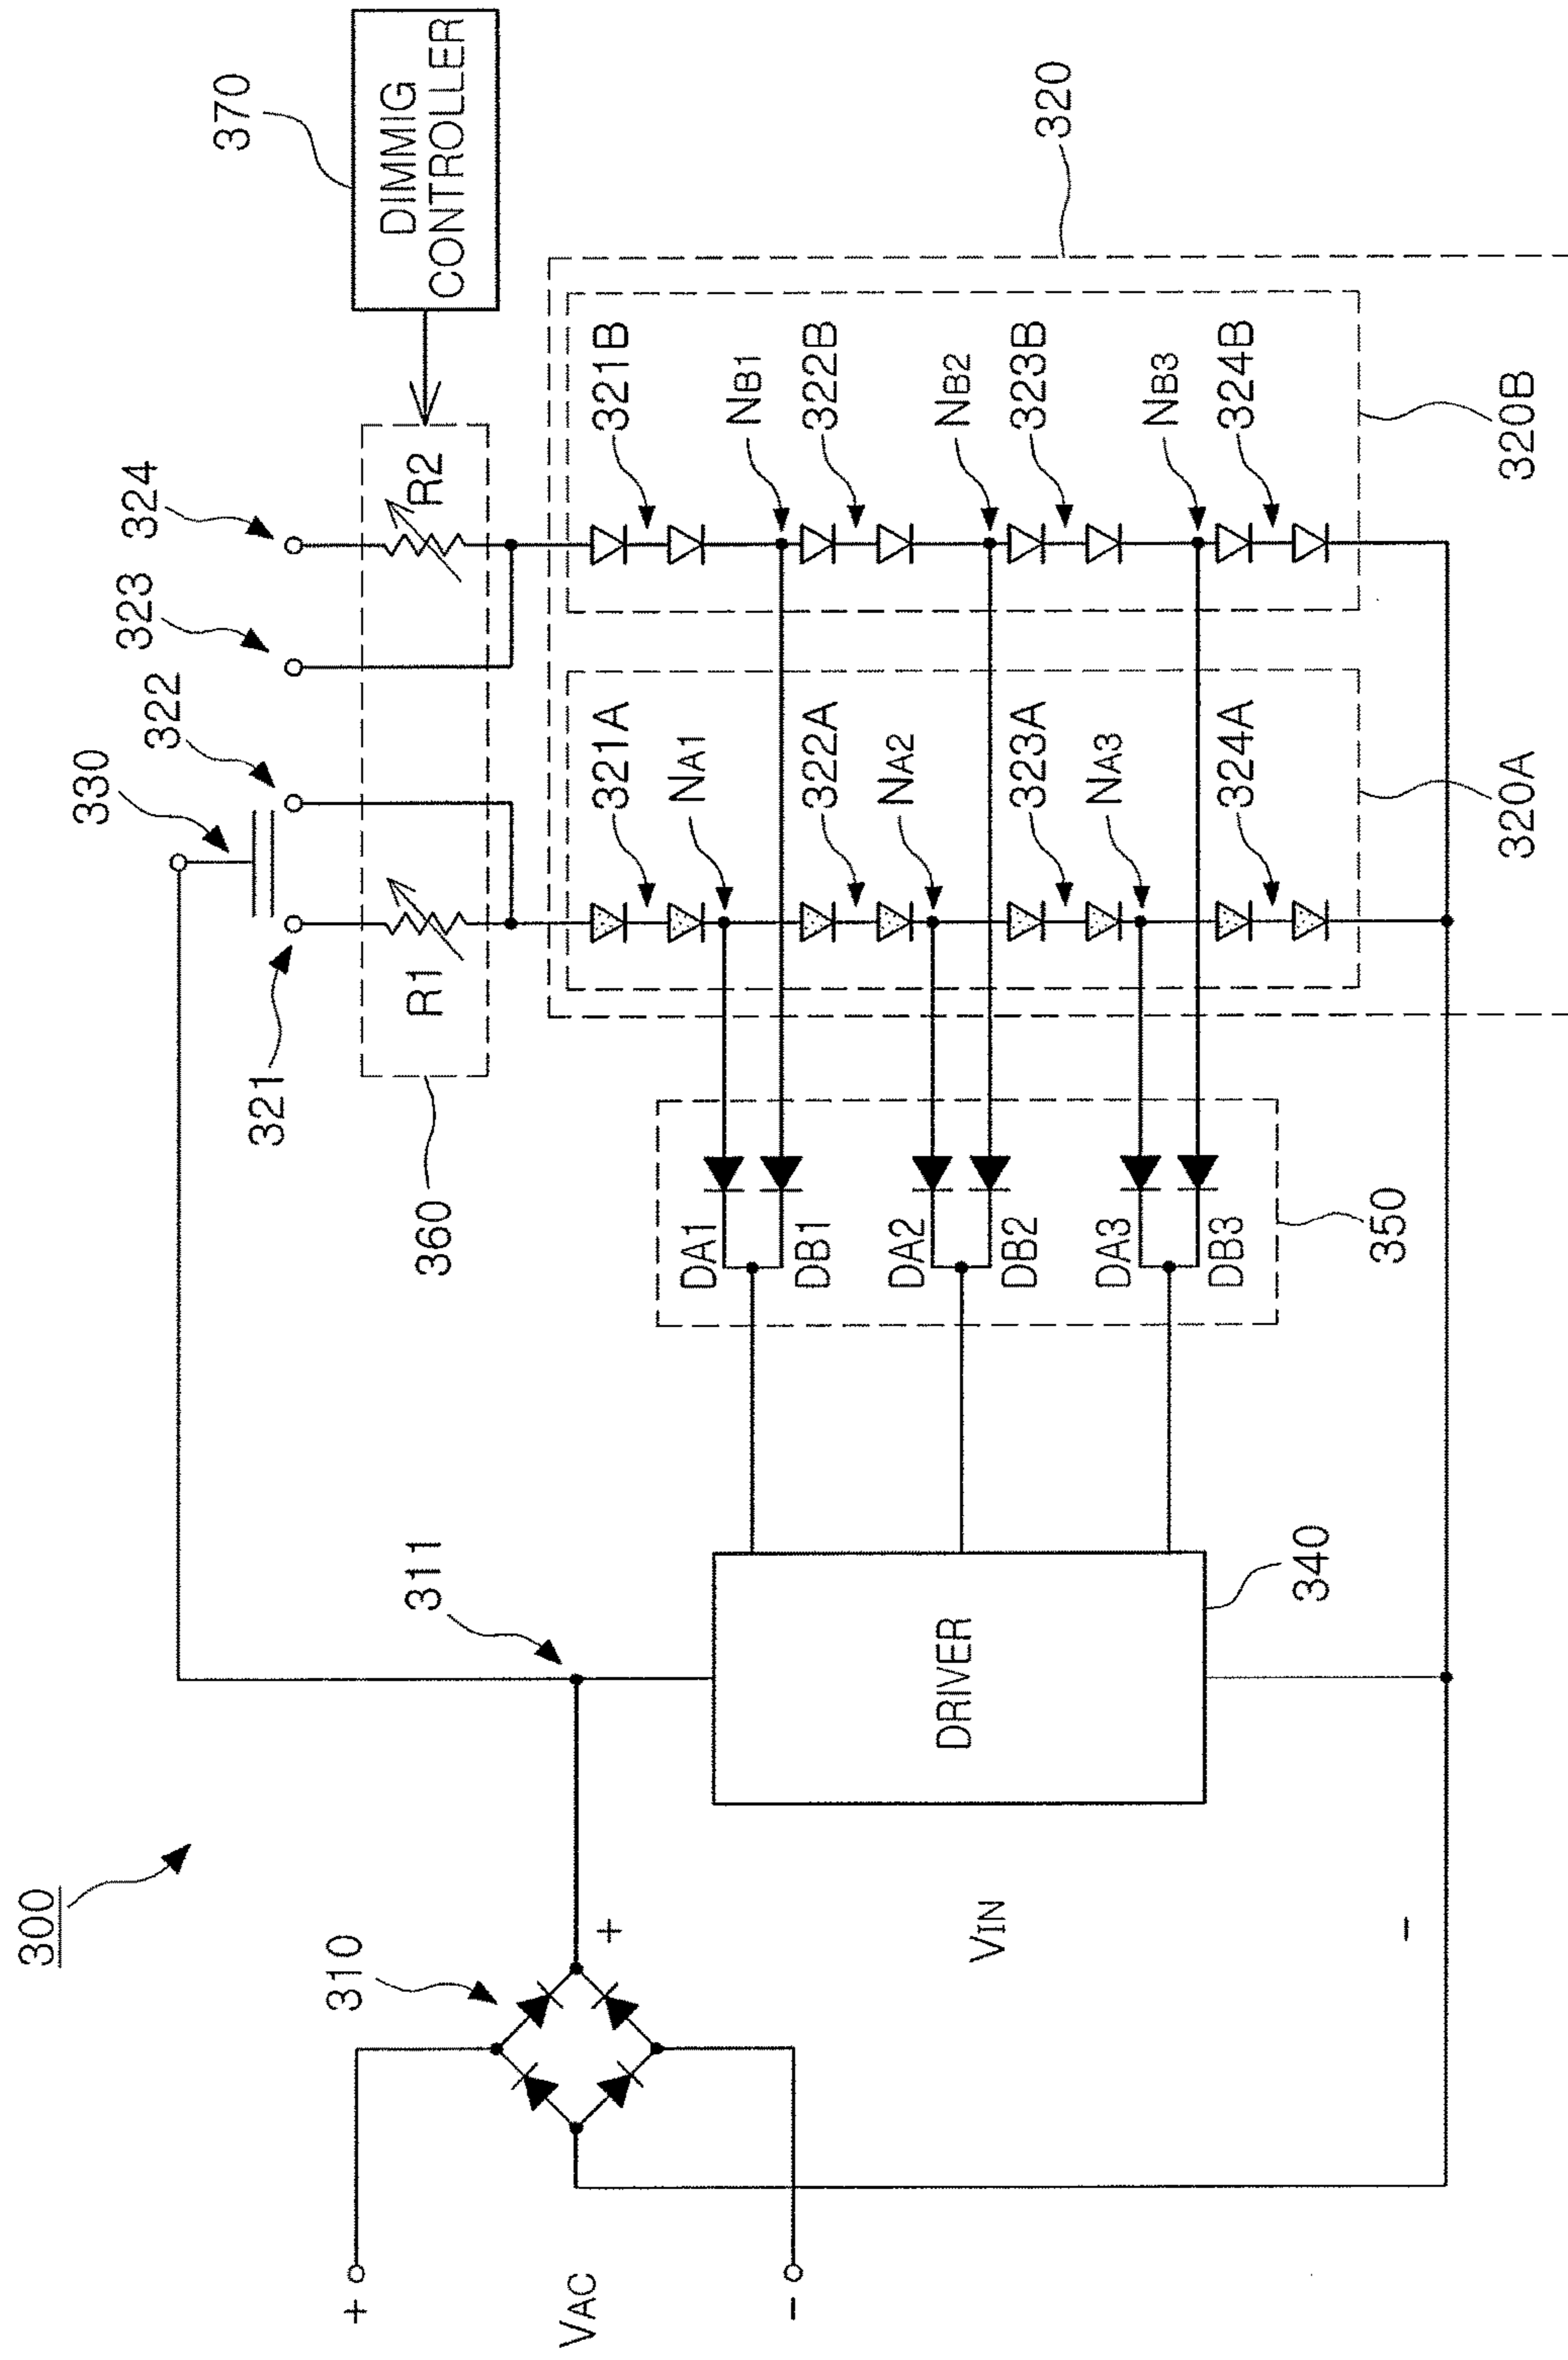 300
310
+
VIN
-
+
VAC
-
311
DRIVER
340
330
321
322
323
324
R1
R2
360
370
DIMMIG
CONTROLLER
320
321A
NA1
322A
NA2
323A
NA3
324A
320A
321B
NB1
322B
NB2
323B
NB3
324B
320B
DA1
DB1
DA2
DB2
DA3
DB3
350